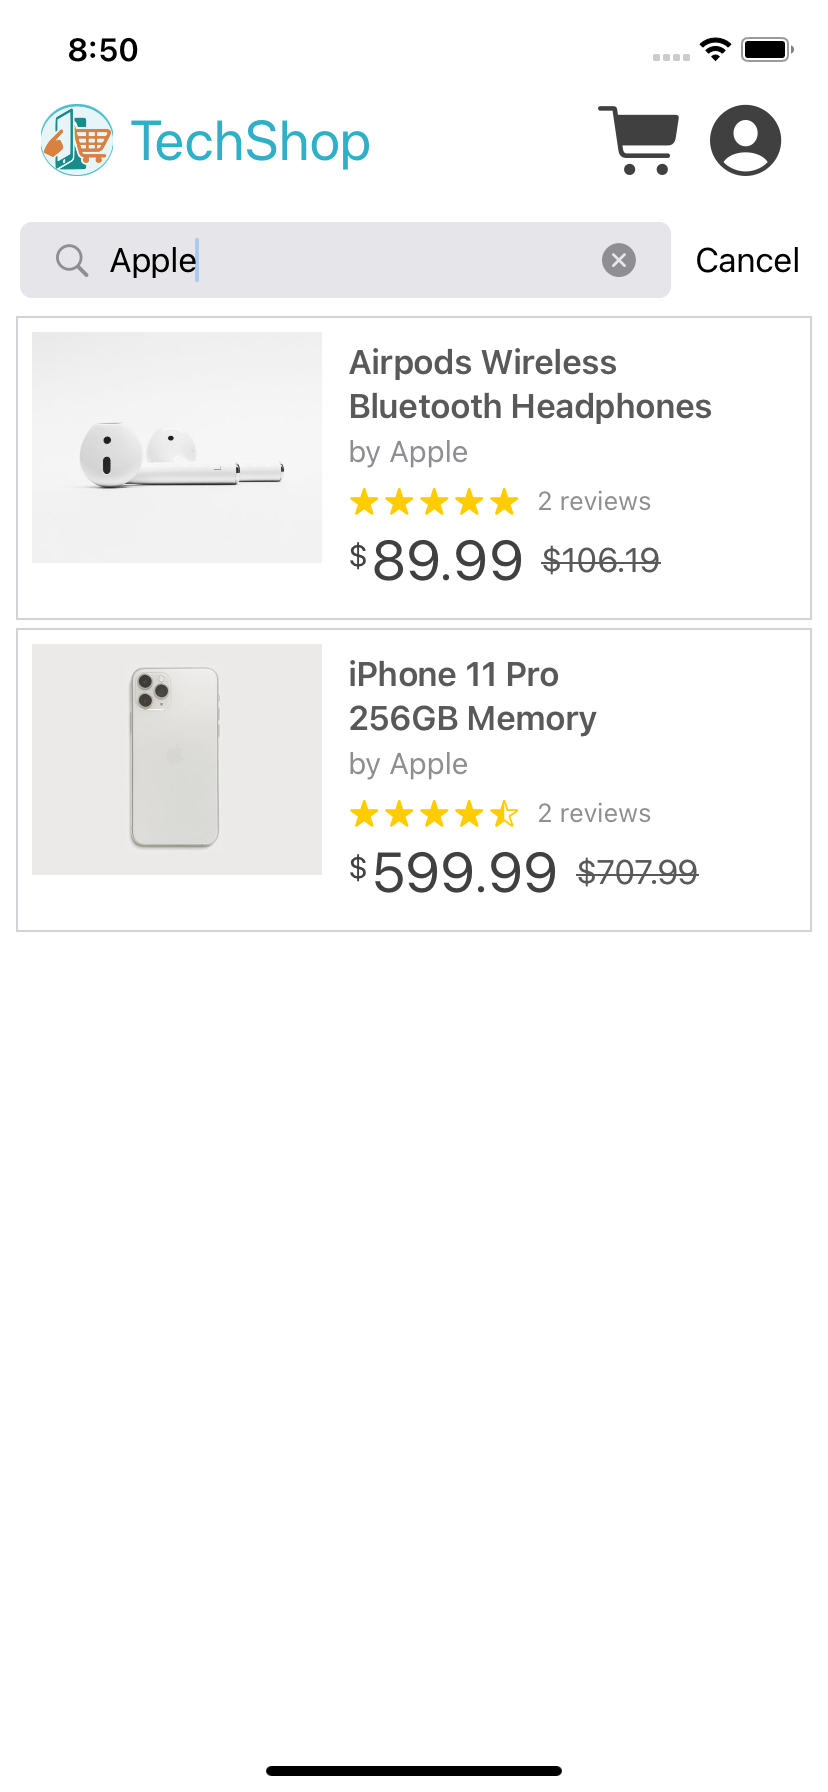 8:50
TechShop
Apple
Cancel
Airpods Wireless
Bluetooth Headphones
by Apple
2 reviews
$89.99 $106.19
iPhone 11 Pro
256GB Memory
by Apple
2 reviews
$599.99 $707.99